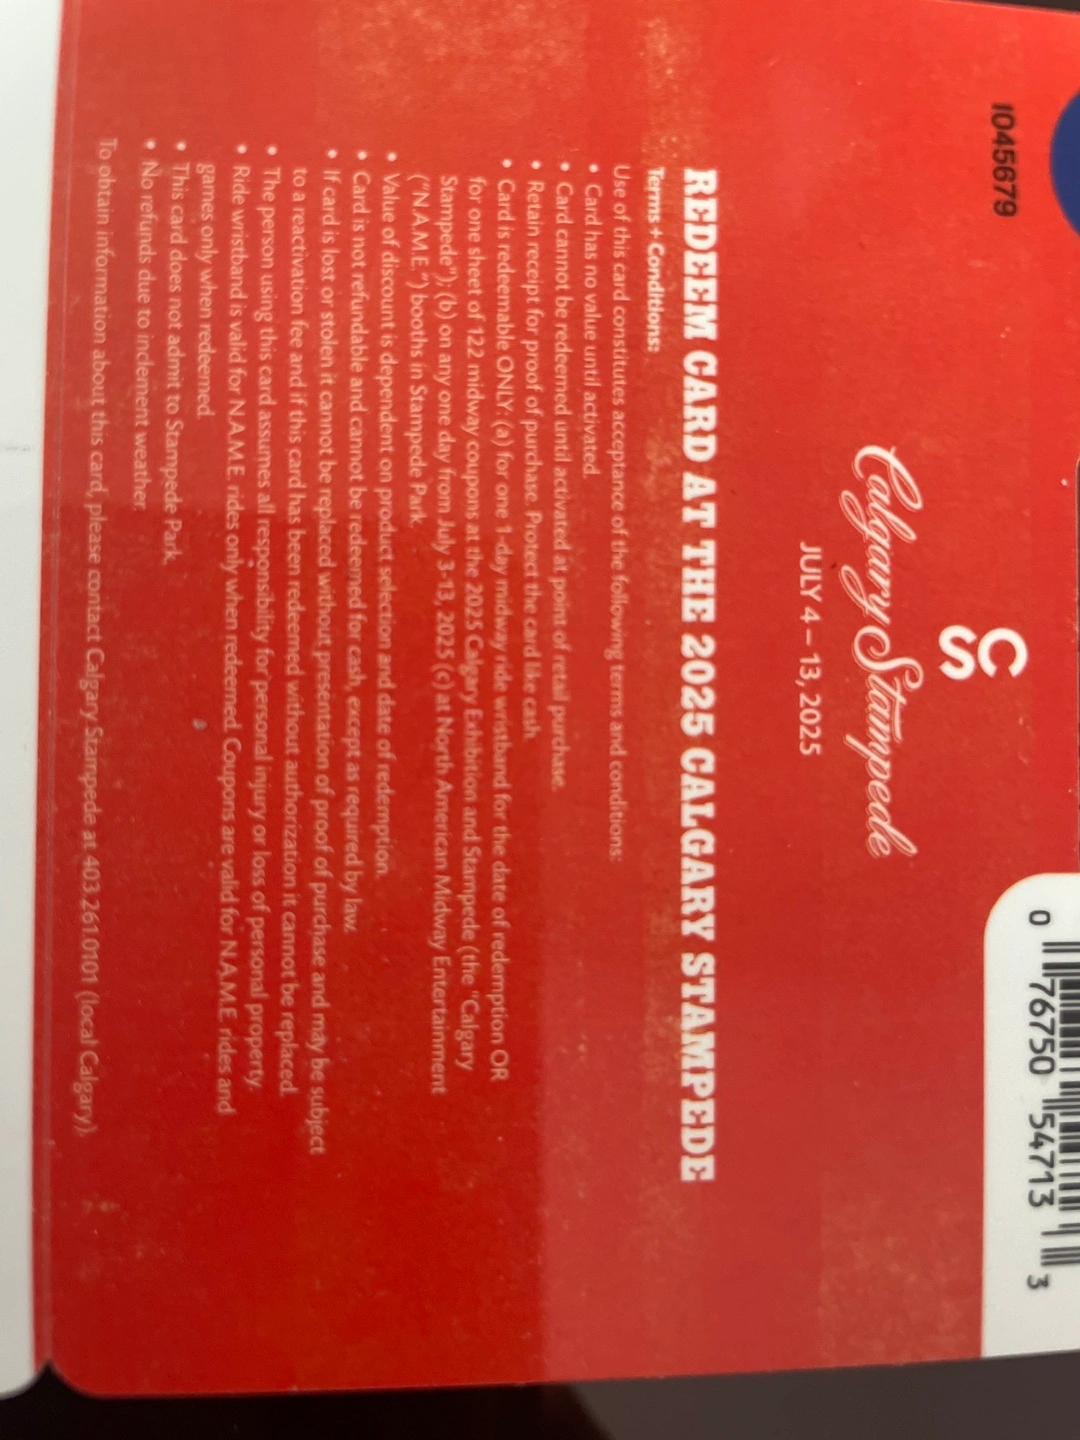 1045679
CS
Calgary Stampede
JULY 4 – 13, 2025
0 76750 54713 3
REDEEM CARD AT THE 2025 CALGARY STAMPEDE
Terms + Conditions:
Use of this card constitutes acceptance of the following terms and conditions:
• Card has no value until activated.
• Card cannot be redeemed until activated at point of retail purchase.
• Retain receipt for proof of purchase. Protect the card like cash.
• Card is redeemable ONLY: (a) for one 1-day midway ride wristband for the date of redemption OR
for one sheet of 122 midway coupons at the 2025 Calgary Exhibition and Stampede (the "Calgary
Stampede"); (b) on any one day from July 3-13, 2025 (c) at North American Midway Entertainment
("N.A.M.E.") booths in Stampede Park.
• Value of discount is dependent on product selection and date of redemption.
• Card is not refundable and cannot be redeemed for cash, except as required by law.
• If card is lost or stolen it cannot be replaced without presentation of proof of purchase and may be subject
to a reactivation fee and if this card has been redeemed without authorization it cannot be replaced.
• The person using this card assumes all responsibility for personal injury or loss of personal property.
• Ride wristband is valid for N.A.M.E. rides only when redeemed. Coupons are valid for N.A.M.E. rides and
games only when redeemed.
• This card does not admit to Stampede Park.
• No refunds due to inclement weather.
To obtain information about this card, please contact Calgary Stampede at 403.261.0101 (local Calgary).